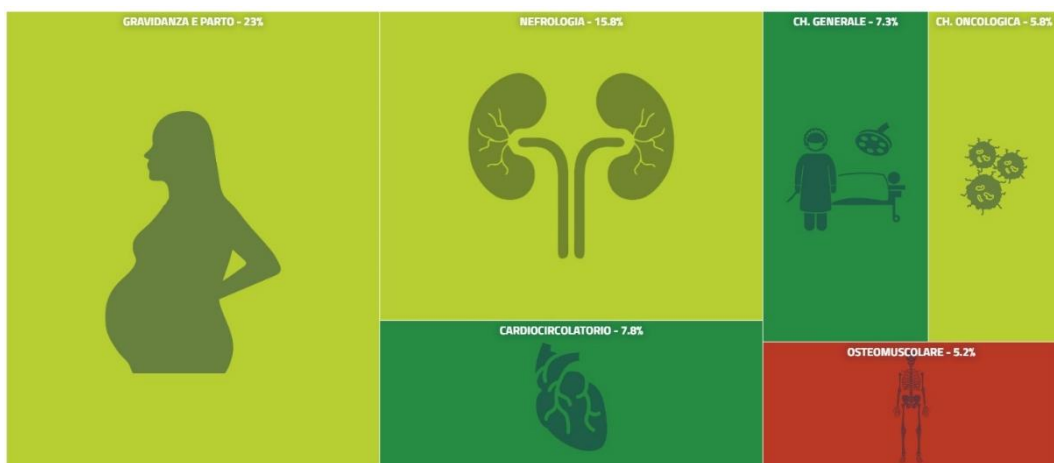 GRAVIDANZA E PARTO - 23%
NEFROLOGIA - 15.8%
CH. GENERALE - 7.3%
CH. ONCOLOGICA - 5.8%
CARDIOCIRCOLATORIO - 7.8%
OSTEOMUSCOLARE - 5.2%